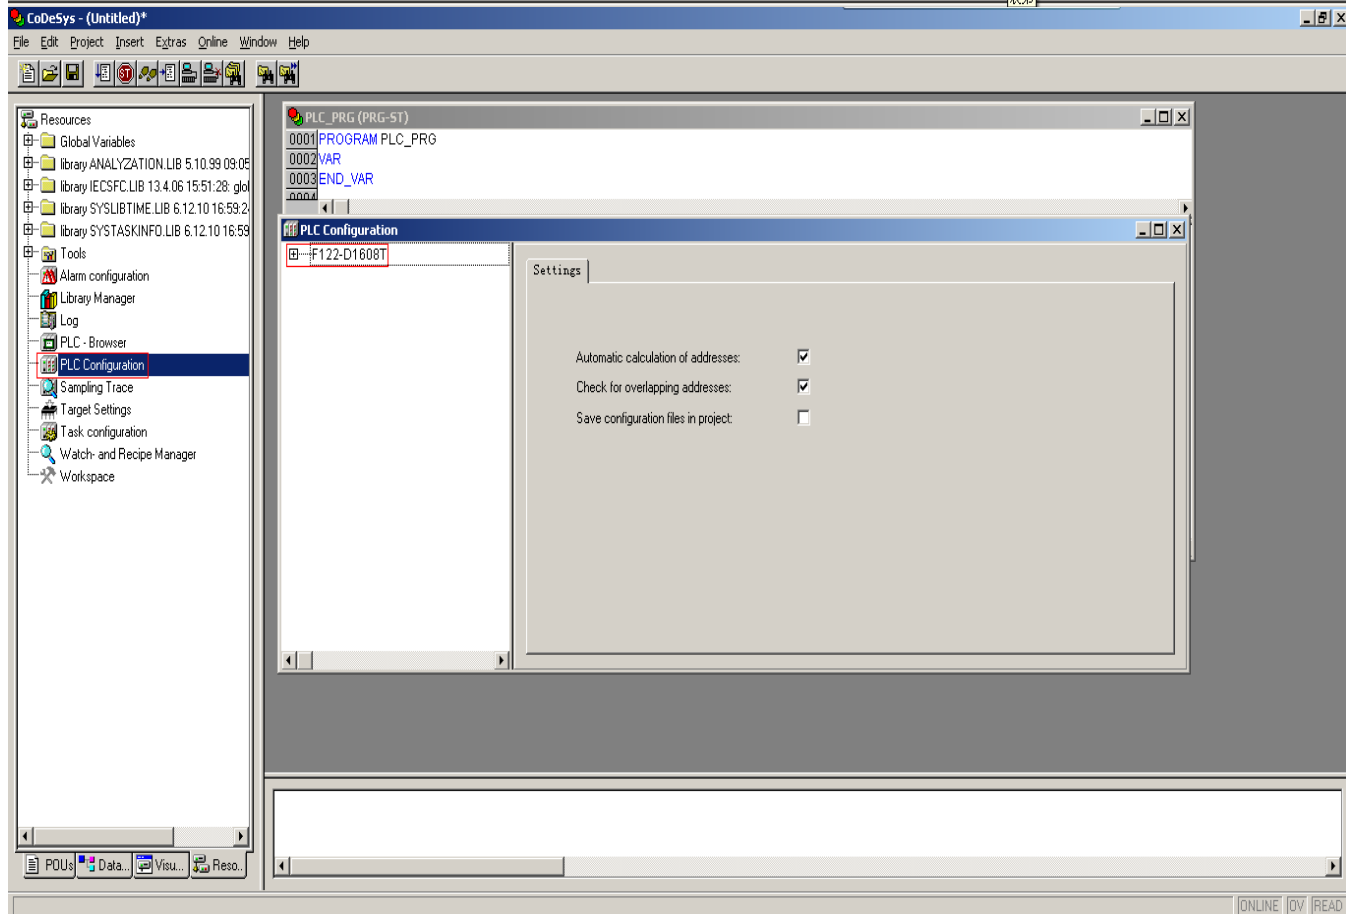 CoDeSys - (Untitled)*
File Edit Project Insert Extras Online Window Help
Resources
Global Variables
library ANALYZATION.LIB 5.10.99 09:05
library IECSFC.LIB 13.4.06 15:51:28: glol
library SYSLIBTIME.LIB 6.12.10 16:59:2
library SYSTASKINFO.LIB 6.12.10 16:59
Tools
Alarm configuration
Library Manager
Log
PLC - Browser
PLC Configuration
Sampling Trace
Target Settings
Task configuration
Watch- and Recipe Manager
Workspace
POUs Data... Visu... Reso..
PLC_PRG (PRG-ST)
0001 PROGRAM PLC_PRG
0002 VAR
0003 END_VAR
0004
PLC Configuration
F122-D1608T
Settings
Automatic calculation of addresses:
Check for overlapping addresses:
Save configuration files in project:
ONLINE OV READ